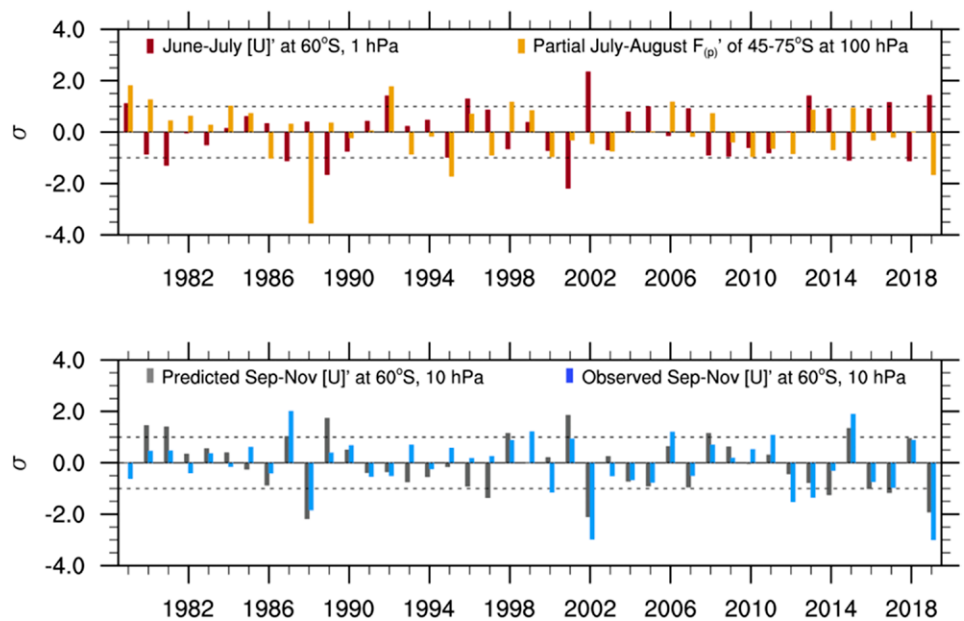 4.0
June-July [U]' at 60°S, 1 hPa
Partial July-August F(p)' of 45-75°S at 100 hPa
2.0
σ
0.0
-2.0
-4.0
1982 1986 1990 1994 1998 2002 2006 2010 2014 2018
4.0
Predicted Sep-Nov [U]' at 60°S, 10 hPa
Observed Sep-Nov [U]' at 60°S, 10 hPa
2.0
σ
0.0
-2.0
-4.0
1982 1986 1990 1994 1998 2002 2006 2010 2014 2018